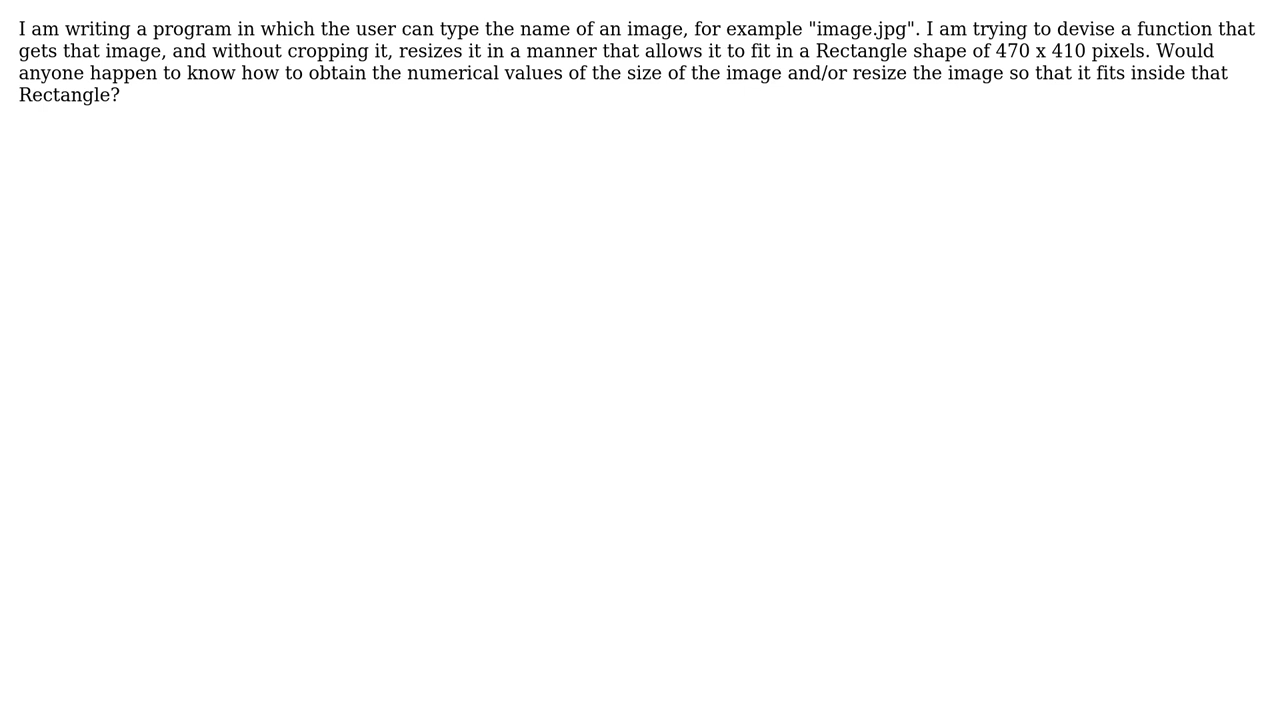 I am writing a program in which the user can type the name of an image, for example "image.jpg". I am trying to devise a function that
gets that image, and without cropping it, resizes it in a manner that allows it to fit in a Rectangle shape of 470 x 410 pixels. Would
anyone happen to know how to obtain the numerical values of the size of the image and/or resize the image so that it fits inside that
Rectangle?